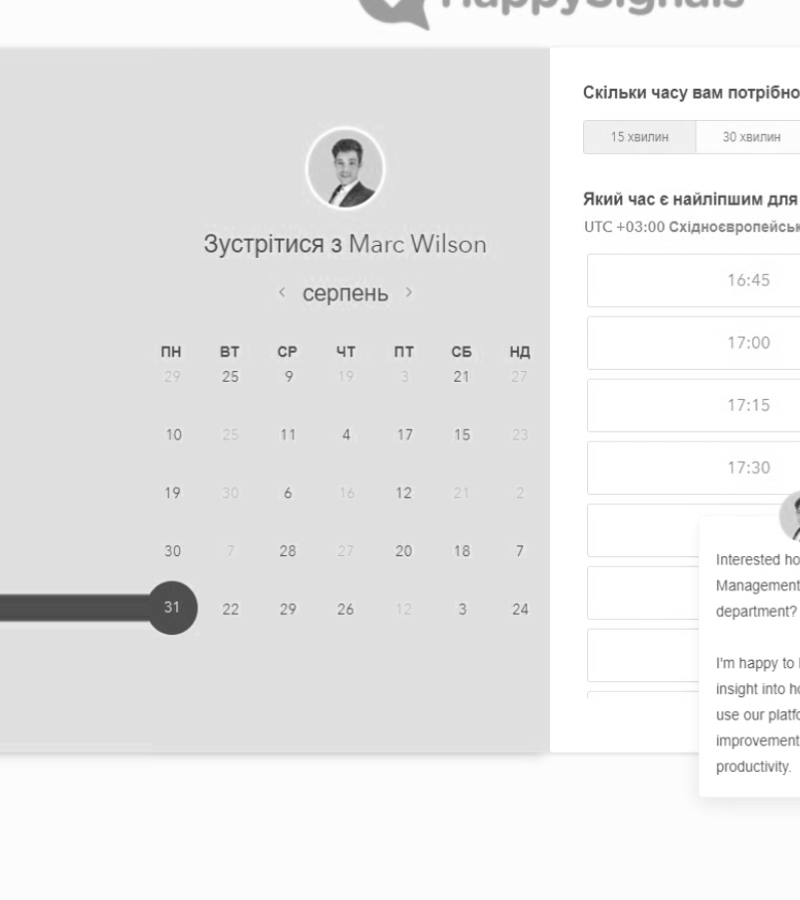 HappySignals
Зустрітися з Marc Wilson
серпень
ПН ВТ СР ЧТ ПТ СБ НД
29 25 9 19 3 21 27
10 25 11 4 17 15 23
19 30 6 16 12 21 2
30 7 28 27 20 18 7
31 22 29 26 12 3 24
Скільки часу вам потрібно
15 хвилин 30 хвилин
Який час є найліпшим для
UTC +03:00 Східноєвропейськ
16:45
17:00
17:15
17:30
Interested ho
Management
department?
I'm happy to
insight into ho
use our platfo
improvement
productivity.